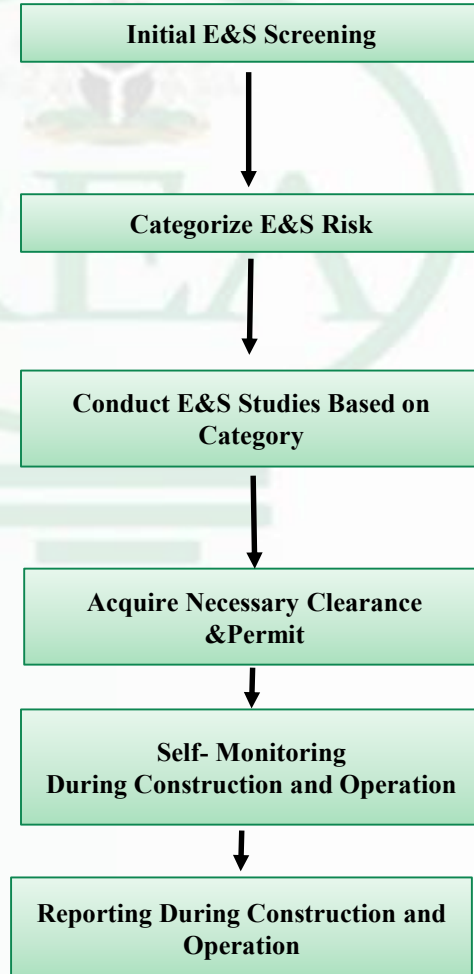 Initial E&S Screening
Categorize E&S Risk
Conduct E&S Studies Based on
Category
Acquire Necessary Clearance
&Permit
Self- Monitoring
During Construction and Operation
Reporting During Construction and
Operation